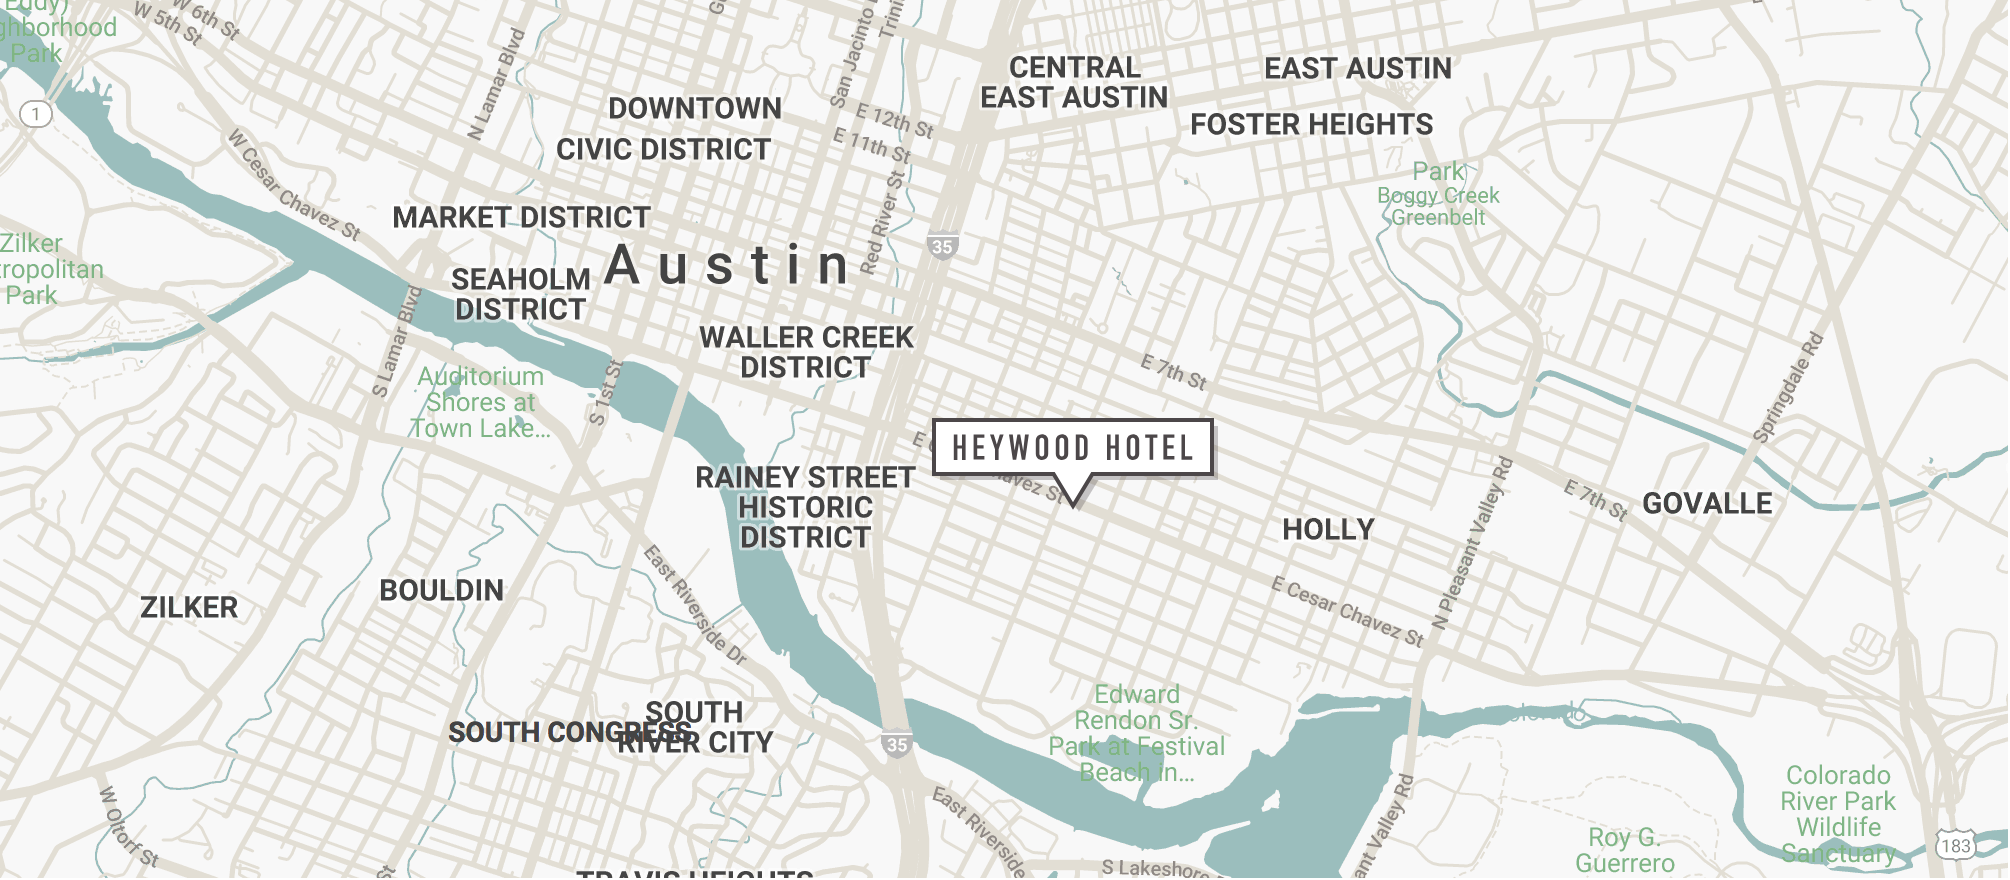 Eddy)
ghborhood
Park
W 5th St
W 6th St
1
N Lamar Blvd
San Jacinto
Trini
CENTRAL
EAST AUSTIN
EAST AUSTIN
DOWNTOWN
E 12th St
FOSTER HEIGHTS
CIVIC DISTRICT
E 11th St
W Cesar Chavez St
Park
Boggy Creek
Greenbelt
MARKET DISTRICT
Red River St
35
Zilker
tropolitan
Park
Austin
SEAHOLM
DISTRICT
S Lamar Blvd
WALLER CREEK
DISTRICT
E 7th St
Springdale Rd
Auditorium
Shores at
Town Lake...
S 1st St
HEYWOOD HOTEL
E
avez St
RAINEY STREET
HISTORIC
DISTRICT
E 7th St
GOVALLE
HOLLY
N Pleasant Valley Rd
BOULDIN
ZILKER
East Riverside Dr
E Cesar Chavez St
SOUTH
RIVER CITY
SOUTH CONGRESS
35
Edward
Rendon Sr.
Park at Festival
Beach in...
Colorado
W Oltorf St
East Riverside
ant Valley Rd
Colorado
River Park
Wildlife
Sanctuary
Roy G.
Guerrero
183
S Lakeshore
TRAVIS HEIGHTS
st